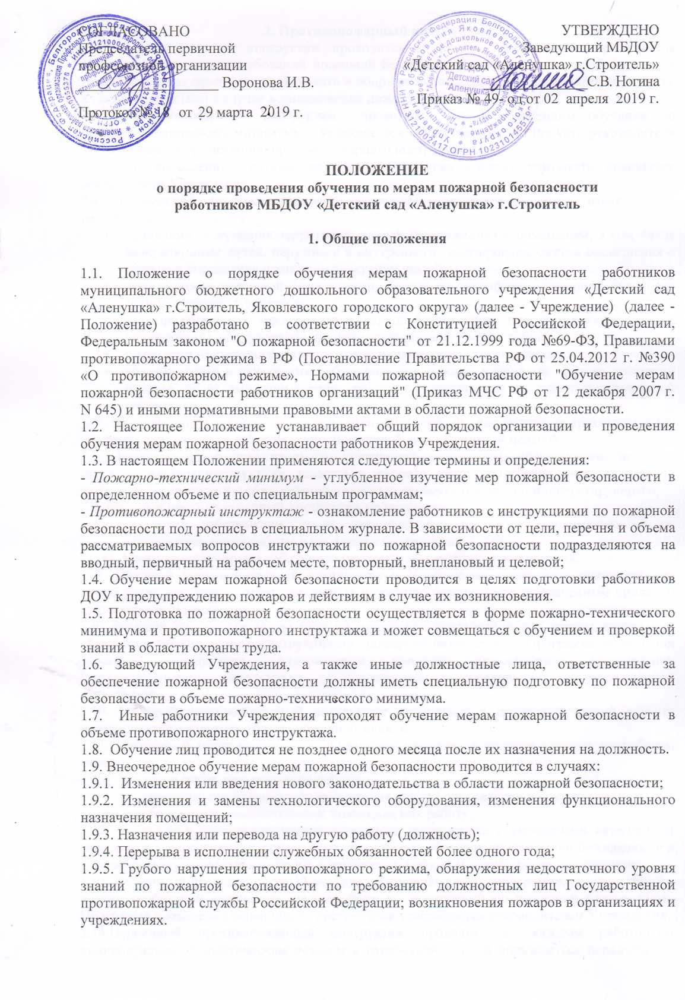 СОГЛАСОВАНО
Председатель первичной
профсоюзной организации
Воронова И.В.
Протокол № 18 от 29 марта 2019 г.
УТВЕРЖДЕНО
Заведующий МБДОУ
«Детский сад «Аленушка» г.Строитель»
С.В. Ногина
Приказ № 49- од от 02 апреля 2019 г.
ПОЛОЖЕНИЕ
о порядке проведения обучения по мерам пожарной безопасности
работников МБДОУ «Детский сад «Аленушка» г.Строитель
1. Общие положения
1.1. Положение о порядке обучения мерам пожарной безопасности работников
муниципального бюджетного дошкольного образовательного учреждения «Детский сад
«Аленушка» г.Строитель, Яковлевского городского округа» (далее - Учреждение) (далее -
Положение) разработано в соответствии с Конституцией Российской Федерации,
Федеральным законом "О пожарной безопасности" от 21.12.1999 года №69-ФЗ, Правилами
противопожарного режима в РФ (Постановление Правительства РФ от 25.04.2012 г. №390
«О противопожарном режиме», Нормами пожарной безопасности "Обучение мерам
пожарной безопасности работников организаций" (Приказ МЧС РФ от 12 декабря 2007 г.
N 645) и иными нормативными правовыми актами в области пожарной безопасности.
1.2. Настоящее Положение устанавливает общий порядок организации и проведения
обучения мерам пожарной безопасности работников Учреждения.
1.3. В настоящем Положении применяются следующие термины и определения:
- Пожарно-технический минимум - углубленное изучение мер пожарной безопасности в
определенном объеме и по специальным программам;
- Противопожарный инструктаж - ознакомление работников с инструкциями по пожарной
безопасности под роспись в специальном журнале. В зависимости от цели, перечня и объема
рассматриваемых вопросов инструктажи по пожарной безопасности подразделяются на
вводный, первичный на рабочем месте, повторный, внеплановый и целевой;
1.4. Обучение мерам пожарной безопасности проводится в целях подготовки работников
ДОУ к предупреждению пожаров и действиям в случае их возникновения.
1.5. Подготовка по пожарной безопасности осуществляется в форме пожарно-технического
минимума и противопожарного инструктажа и может совмещаться с обучением и проверкой
знаний в области охраны труда.
1.6. Заведующий Учреждения, а также иные должностные лица, ответственные за
обеспечение пожарной безопасности должны иметь специальную подготовку по пожарной
безопасности в объеме пожарно-технического минимума.
1.7. Иные работники Учреждения проходят обучение мерам пожарной безопасности в
объеме противопожарного инструктажа.
1.8. Обучение лиц проводится не позднее одного месяца после их назначения на должность.
1.9. Внеочередное обучение мерам пожарной безопасности проводится в случаях:
1.9.1. Изменения или введения нового законодательства в области пожарной безопасности;
1.9.2. Изменения и замены технологического оборудования, изменения функционального
назначения помещений;
1.9.3. Назначения или перевода на другую работу (должность);
1.9.4. Перерыва в исполнении служебных обязанностей более одного года;
1.9.5. Грубого нарушения противопожарного режима, обнаружения недостаточного уровня
знаний по пожарной безопасности по требованию должностных лиц Государственной
противопожарной службы Российской Федерации; возникновения пожаров в организациях и
учреждениях.